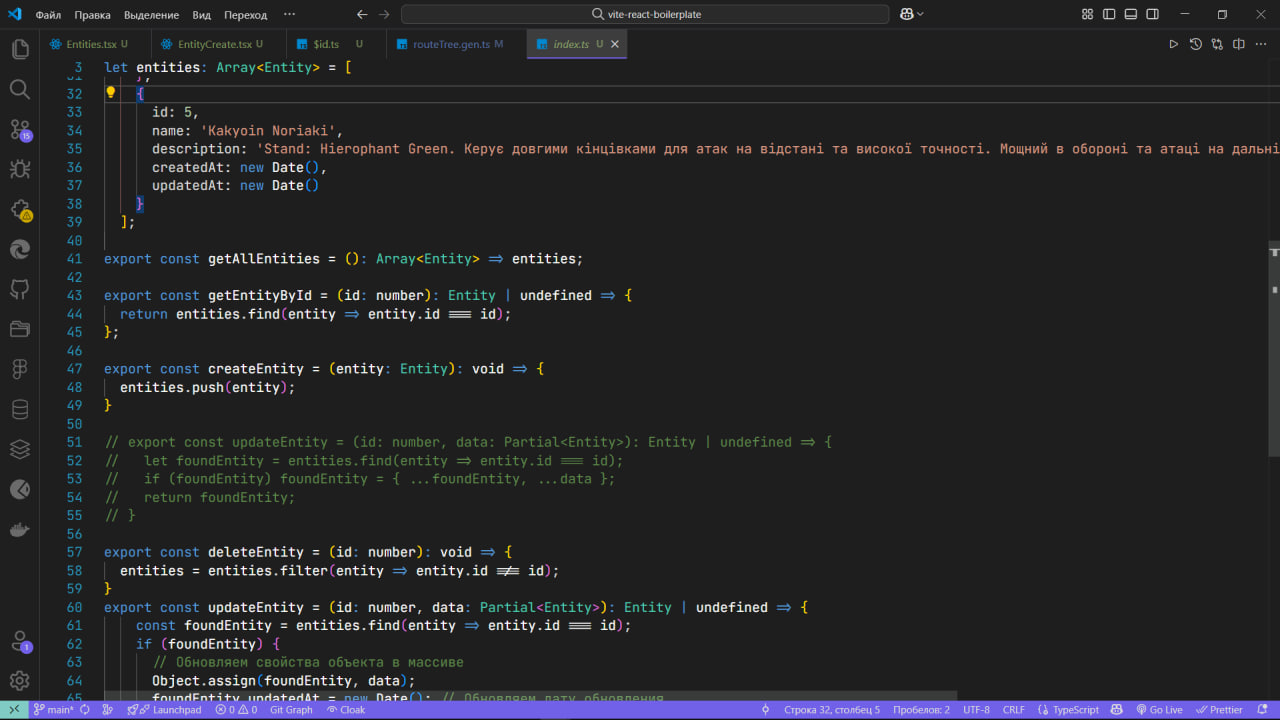 Файл Правка Выделение Вид Переход ··· vite-react-boilerplate
Entities.tsx U EntityCreate.tsx U $id.ts U routeTree.gen.ts M index.ts U
3 let entities: Array<Entity> = [
31 },
32 {
33 id: 5,
34 name: 'Kakyoin Noriaki',
35 description: 'Stand: Hierophant Green. Керує довгими кінцівками для атак на відстані та високої точності. Мощний в обороні та атаці на дальні
36 createdAt: new Date(),
37 updatedAt: new Date()
38 }
39 ];
40
41 export const getAllEntities = (): Array<Entity> => entities;
42
43 export const getEntityById = (id: number): Entity | undefined => {
44 return entities.find(entity => entity.id === id);
45 };
46
47 export const createEntity = (entity: Entity): void => {
48 entities.push(entity);
49 }
50
51 // export const updateEntity = (id: number, data: Partial<Entity>): Entity | undefined => {
52 // let foundEntity = entities.find(entity => entity.id === id);
53 // if (foundEntity) foundEntity = { ...foundEntity, ...data };
54 // return foundEntity;
55 // }
56
57 export const deleteEntity = (id: number): void => {
58 entities = entities.filter(entity => entity.id !== id);
59 }
60 export const updateEntity = (id: number, data: Partial<Entity>): Entity | undefined => {
61 const foundEntity = entities.find(entity => entity.id === id);
62 if (foundEntity) {
63 // Обновляем свойства объекта в массиве
64 Object.assign(foundEntity, data);
65 foundEntity.updatedAt = new Date(); // Обновляем дату обновления
15
1
main* Launchpad 0 0 Git Graph Cloak Строка 32, столбец 5 Пробелов: 2 UTF-8 CRLF TypeScript Go Live Prettier